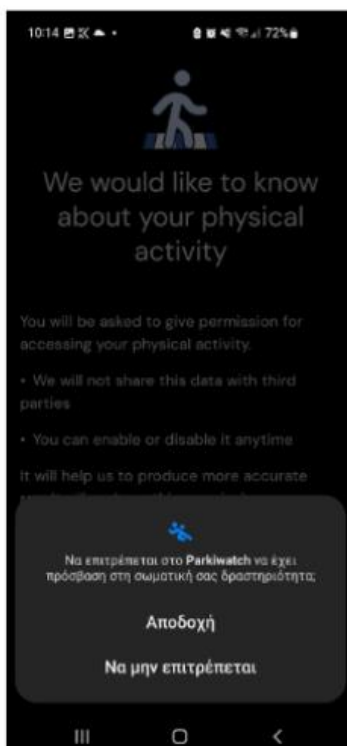 10:14
72%
We would like to know
about your physical
activity
You will be asked to give permission for
accessing your physical activity.
• We will not share this data with third
parties
• You can enable or disable it anytime
It will help us to produce more accurate
Να επιτρέπεται στο Parkiwatch να έχει
πρόσβαση στη σωματική σας δραστηριότητα;
Αποδοχή
Να μην επιτρέπεται